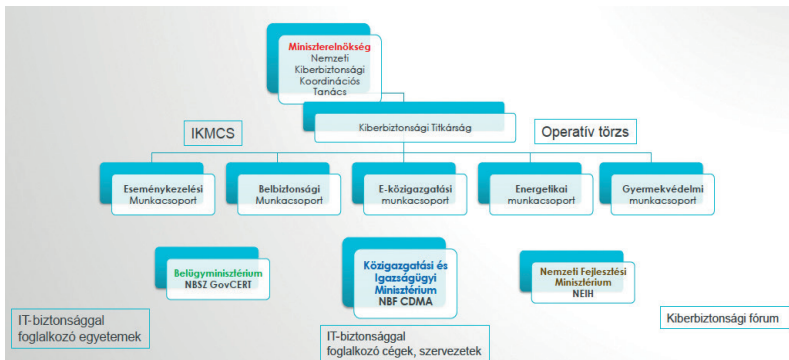 Miniszterelnökség
Nemzeti
Kiberbiztonsági
Koordinációs
Tanács
IKMCS
Kiberbiztonsági Titkárság
Operatív törzs
Eseménykezelési
Munkacsoport
Belbiztonsági
Munkacsoport
E-közigazgatási
munkacsoport
Energetikai
munkacsoport
Gyermekvédelmi
munkacsoport
Belügyminisztérium
NBSZ GovCERT
Közigazgatási és
Igazságügyi
Minisztérium
NBF CDMA
Nemzeti Fejlesztési
Minisztérium
NEIH
IT-biztonsággal
foglalkozó egyetemek
IT-biztonsággal
foglalkozó cégek, szervezetek
Kiberbiztonsági fórum